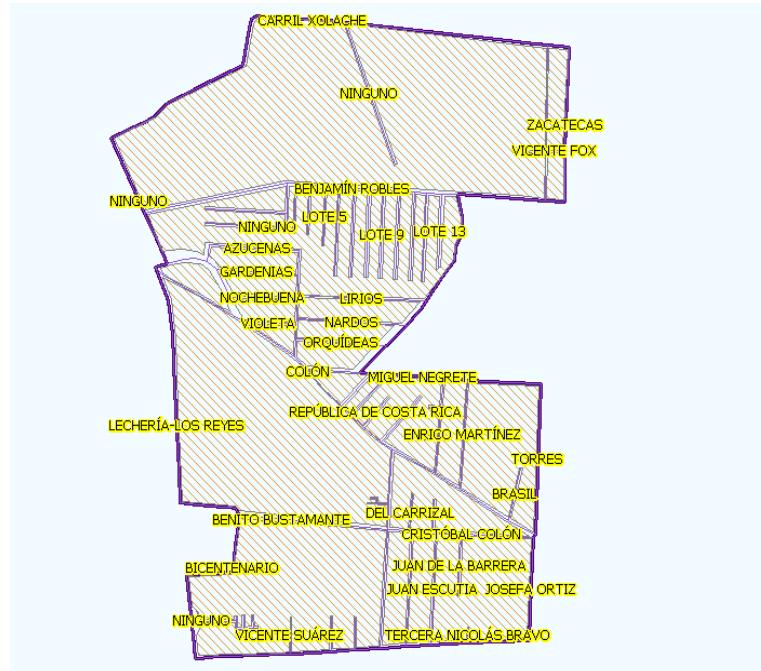 CARRIL XOLACHE
NINGUNO
ZACATECAS
VICENTE FOX
BENJAMÍN ROBLES
NINGUNO
LOTE 5
NINGUNO
LOTE 9
LOTE 13
AZUCENAS
GARDENIAS
NOCHEBUENA
LIRIOS
VIOLETA
NARDOS
ORQUÍDEAS
COLÓN
MIGUEL NEGRETE
REPÚBLICA DE COSTA RICA
LECHERÍA-LOS REYES
ENRICO MARTÍNEZ
TORRES
BRASIL
DEL CARRIZAL
BENITO BUSTAMANTE
CRISTÓBAL COLÓN
BICENTENARIO
JUAN DE LA BARRERA
JUAN ESCUTIA
JOSEFA ORTIZ
NINGUNO
VICENTE SUÁREZ
TERCERA NICOLÁS BRAVO